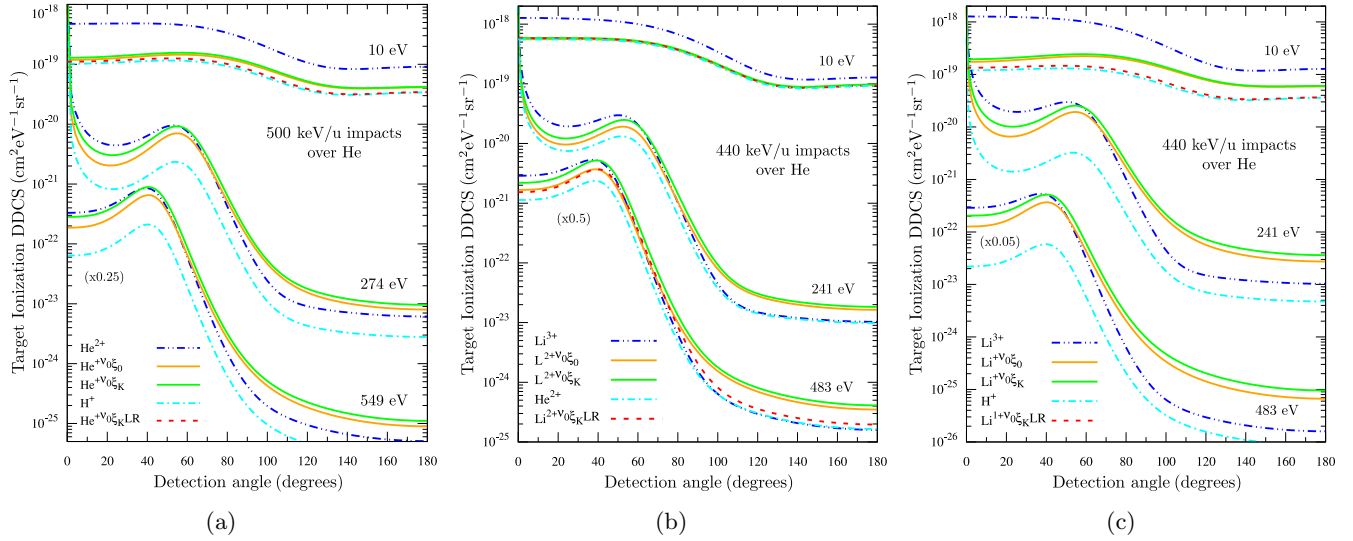 Target Ionization DDCS (cm²eV⁻¹sr⁻¹)
10⁻¹⁸
10⁻¹⁹
10⁻²⁰
10⁻²¹
10⁻²²
10⁻²³
10⁻²⁴
10⁻²⁵
10 eV
500 keV/u impacts
over He
(x0.25)
274 eV
549 eV
He²⁺
He⁺ᵛ⁰ξ₀
He⁺ᵛ⁰ξ_K
H⁺
He⁺ᵛ⁰ξ_KLR
0 20 40 60 80 100 120 140 160 180
Detection angle (degrees)
(a)
Target Ionization DDCS (cm²eV⁻¹sr⁻¹)
10⁻¹⁸
10⁻¹⁹
10⁻²⁰
10⁻²¹
10⁻²²
10⁻²³
10⁻²⁴
10⁻²⁵
10 eV
440 keV/u impacts
over He
(x0.5)
241 eV
483 eV
Li³⁺
L²⁺ᵛ⁰ξ₀
L²⁺ᵛ⁰ξ_K
He²⁺
Li²⁺ᵛ⁰ξ_KLR
0 20 40 60 80 100 120 140 160 180
Detection angle (degrees)
(b)
Target Ionization DDCS (cm²eV⁻¹sr⁻¹)
10⁻¹⁸
10⁻¹⁹
10⁻²⁰
10⁻²¹
10⁻²²
10⁻²³
10⁻²⁴
10⁻²⁵
10⁻²⁶
10 eV
440 keV/u impacts
over He
(x0.05)
241 eV
483 eV
Li³⁺
Li⁺ᵛ⁰ξ₀
Li⁺ᵛ⁰ξ_K
H⁺
Li¹⁺ᵛ⁰ξ_KLR
0 20 40 60 80 100 120 140 160 180
Detection angle (degrees)
(c)